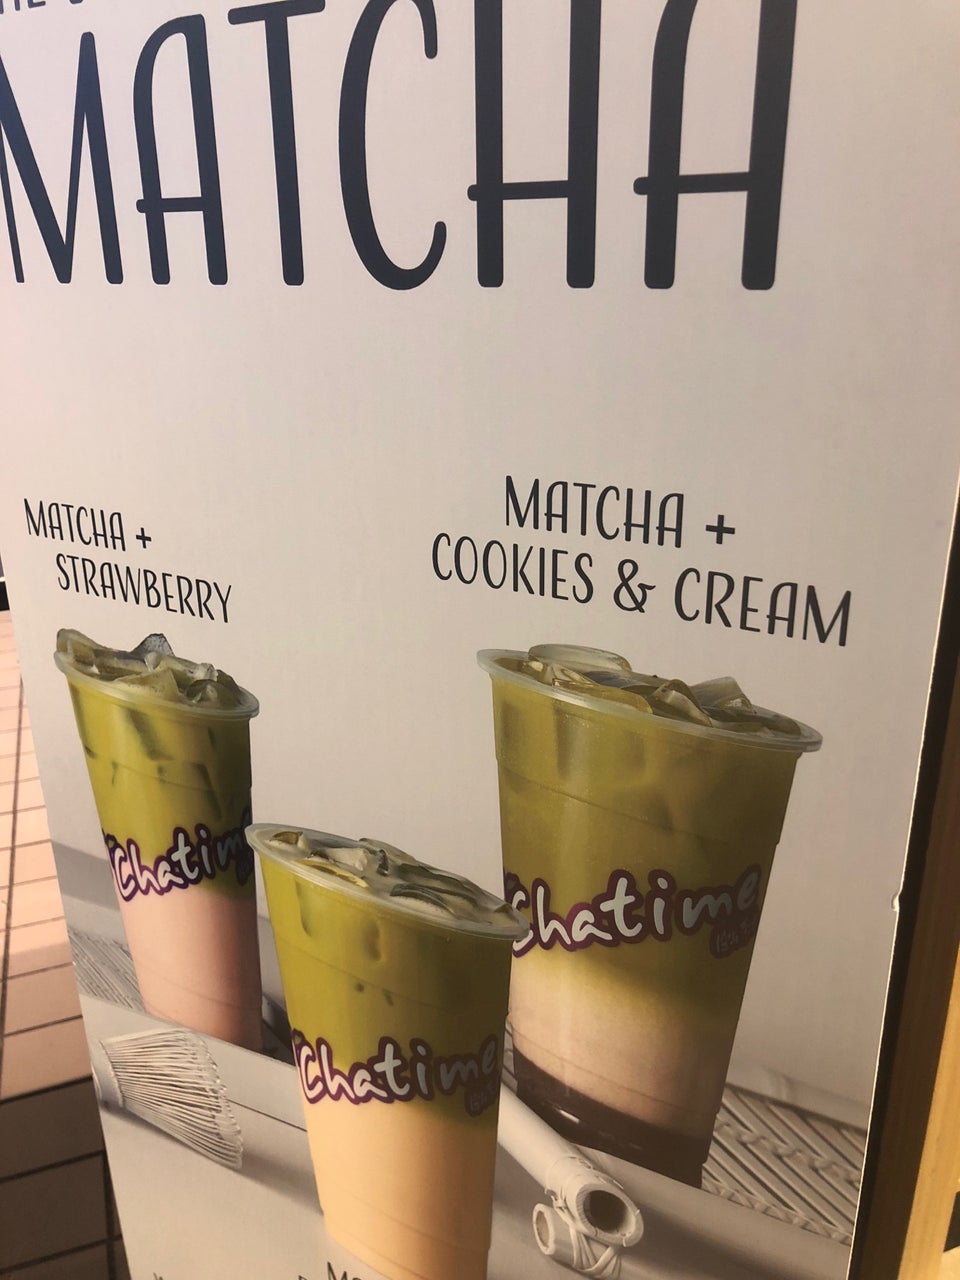 MATCHA
MATCHA +
STRAWBERRY
MATCHA +
COOKIES & CREAM
Chatime
Chatime
Chatime